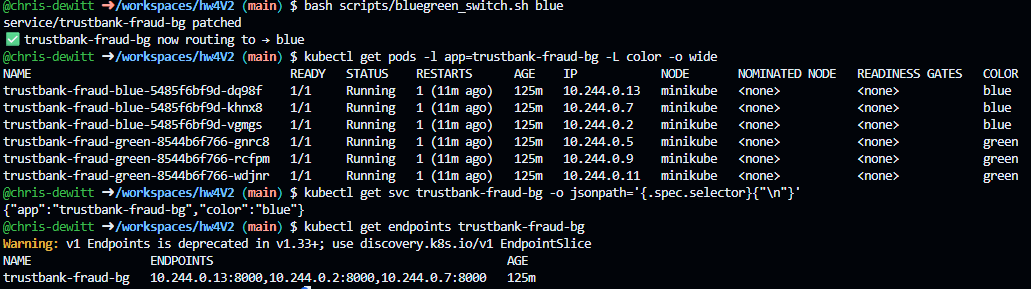 @chris-dewitt ➜/workspaces/hw4V2 (main) $ bash scripts/bluegreen_switch.sh blue
service/trustbank-fraud-bg patched
✅ trustbank-fraud-bg now routing to → blue
@chris-dewitt ➜/workspaces/hw4V2 (main) $ kubectl get pods -l app=trustbank-fraud-bg -L color -o wide
NAME READY STATUS RESTARTS AGE IP NODE NOMINATED NODE READINESS GATES COLOR
trustbank-fraud-blue-5485f6bf9d-dq98f 1/1 Running 1 (11m ago) 125m 10.244.0.13 minikube <none> <none> blue
trustbank-fraud-blue-5485f6bf9d-khnx8 1/1 Running 1 (11m ago) 125m 10.244.0.7 minikube <none> <none> blue
trustbank-fraud-blue-5485f6bf9d-vgmgs 1/1 Running 1 (11m ago) 125m 10.244.0.2 minikube <none> <none> blue
trustbank-fraud-green-8544b6f766-gnrc8 1/1 Running 1 (11m ago) 125m 10.244.0.5 minikube <none> <none> green
trustbank-fraud-green-8544b6f766-rcfpm 1/1 Running 1 (11m ago) 125m 10.244.0.9 minikube <none> <none> green
trustbank-fraud-green-8544b6f766-wdjnr 1/1 Running 1 (11m ago) 125m 10.244.0.11 minikube <none> <none> green
@chris-dewitt ➜/workspaces/hw4V2 (main) $ kubectl get svc trustbank-fraud-bg -o jsonpath='{.spec.selector}{"\n"}'
{"app":"trustbank-fraud-bg","color":"blue"}
@chris-dewitt ➜/workspaces/hw4V2 (main) $ kubectl get endpoints trustbank-fraud-bg
Warning: v1 Endpoints is deprecated in v1.33+; use discovery.k8s.io/v1 EndpointSlice
NAME ENDPOINTS AGE
trustbank-fraud-bg 10.244.0.13:8000,10.244.0.2:8000,10.244.0.7:8000 125m